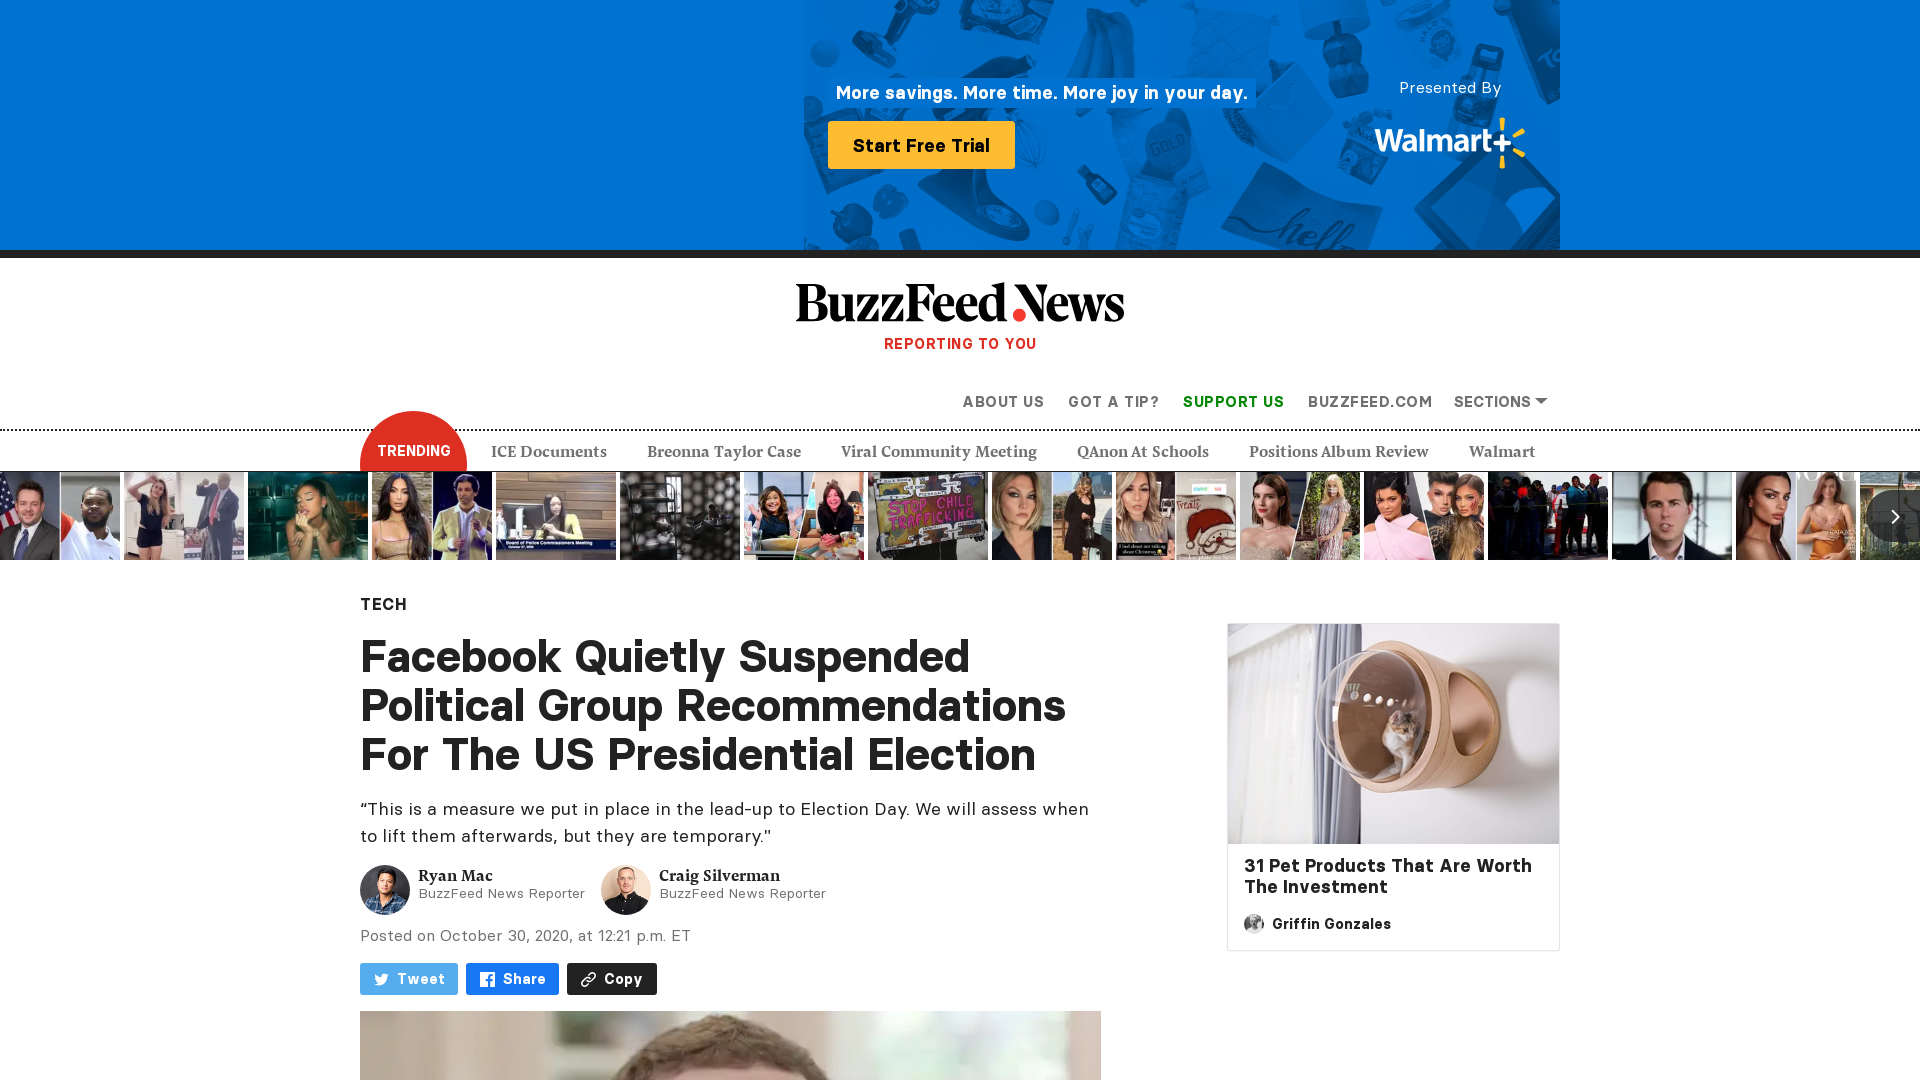 More savings. More time. More joy in your day.
Start Free Trial
Presented By
Walmart+
BuzzFeed News
REPORTING TO YOU
ABOUT US
GOT A TIP?
SUPPORT US
BUZZFEED.COM
SECTIONS
TRENDING
ICE Documents
Breonna Taylor Case
Viral Community Meeting
QAnon At Schools
Positions Album Review
Walmart
STOP CHILD
TRAFFICKING
Board of Police Commissioners Meeting
TECH
Facebook Quietly Suspended
Political Group Recommendations
For The US Presidential Election
“This is a measure we put in place in the lead-up to Election Day. We will assess when
to lift them afterwards, but they are temporary."
Ryan Mac
BuzzFeed News Reporter
Craig Silverman
BuzzFeed News Reporter
Posted on October 30, 2020, at 12:21 p.m. ET
Tweet
Share
Copy
31 Pet Products That Are Worth
The Investment
Griffin Gonzales